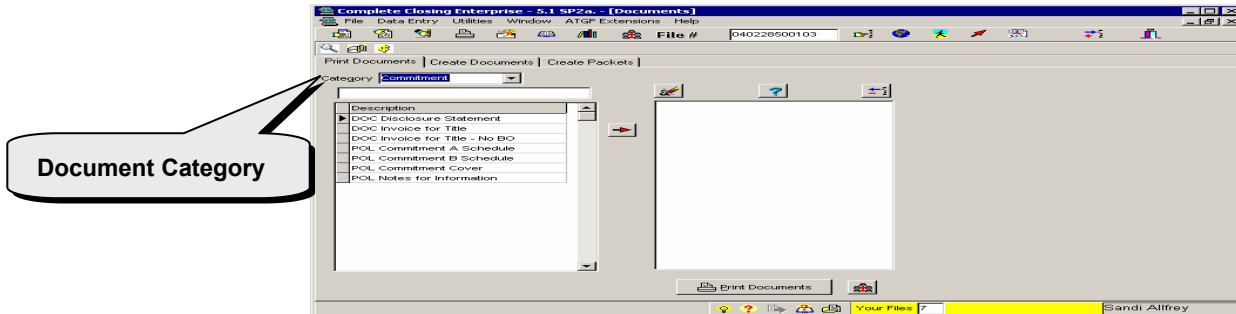 Complete Closing Enterprise - 5.1 SP2a. - [Documents]
File Data Entry Utilities Window ATGF Extensions Help
File # 040228500103
Print Documents Create Documents Create Packets
Category Commitment
Description
DOC Disclosure Statement
DOC Invoice for Title
DOC Invoice for Title - No BO
POL Commitment A Schedule
POL Commitment B Schedule
POL Commitment Cover
POL Notes for Information
Document Category
Print Documents
Your Files 7 Sandi Allfrey